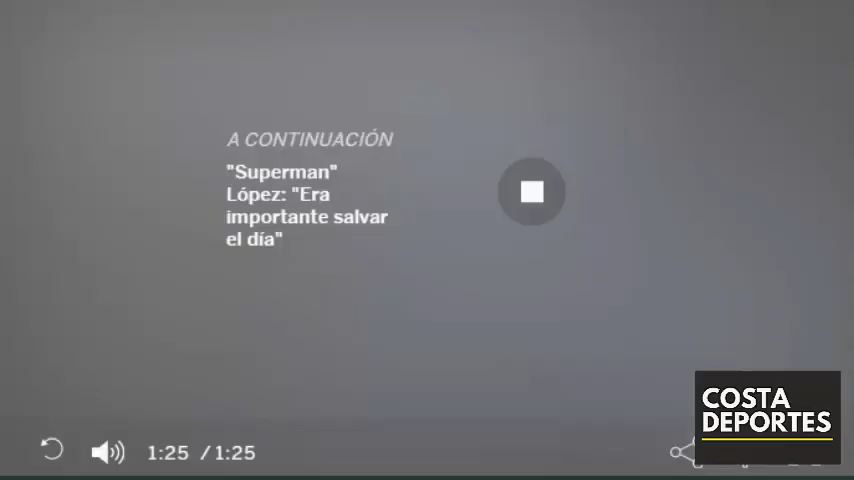 A CONTINUACIÓN
"Superman"
López: "Era
importante salvar
el día"
COSTA
DEPORTES
1:25 / 1:25